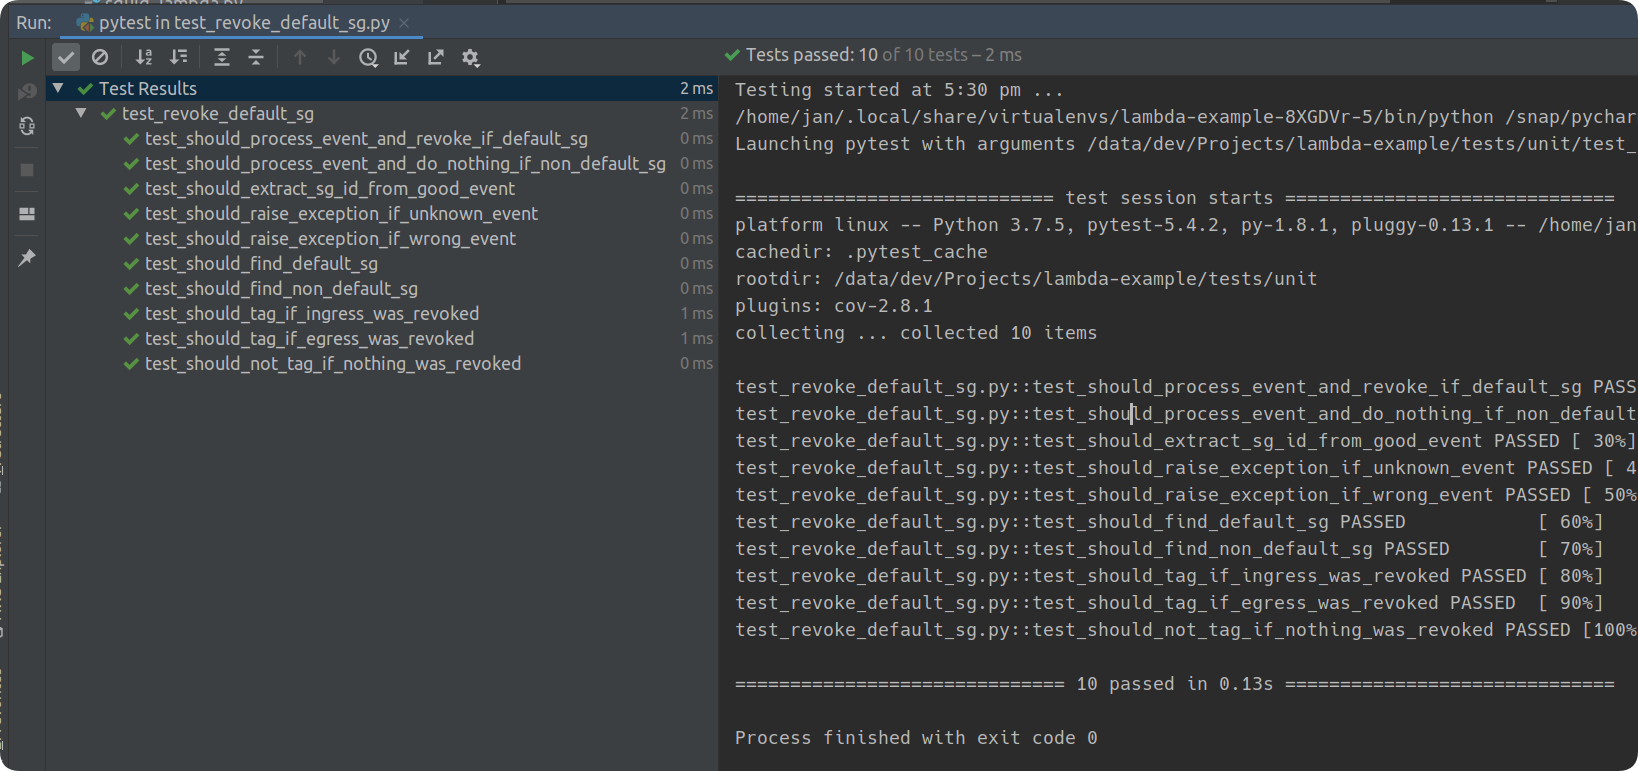 Run: pytest in test_revoke_default_sg.py
Tests passed: 10 of 10 tests – 2 ms
Test Results 2 ms
test_revoke_default_sg 2 ms
test_should_process_event_and_revoke_if_default_sg 0 ms
test_should_process_event_and_do_nothing_if_non_default_sg 0 ms
test_should_extract_sg_id_from_good_event 0 ms
test_should_raise_exception_if_unknown_event 0 ms
test_should_raise_exception_if_wrong_event 0 ms
test_should_find_default_sg 0 ms
test_should_find_non_default_sg 0 ms
test_should_tag_if_ingress_was_revoked 1 ms
test_should_tag_if_egress_was_revoked 1 ms
test_should_not_tag_if_nothing_was_revoked 0 ms
Testing started at 5:30 pm ...
/home/jan/.local/share/virtualenvs/lambda-example-8XGDVr-5/bin/python /snap/pychar
Launching pytest with arguments /data/dev/Projects/lambda-example/tests/unit/test_
============================= test session starts ==============================
platform linux -- Python 3.7.5, pytest-5.4.2, py-1.8.1, pluggy-0.13.1 -- /home/jan
cachedir: .pytest_cache
rootdir: /data/dev/Projects/lambda-example/tests/unit
plugins: cov-2.8.1
collecting ... collected 10 items
test_revoke_default_sg.py::test_should_process_event_and_revoke_if_default_sg PASS
test_revoke_default_sg.py::test_should_process_event_and_do_nothing_if_non_default
test_revoke_default_sg.py::test_should_extract_sg_id_from_good_event PASSED [ 30%]
test_revoke_default_sg.py::test_should_raise_exception_if_unknown_event PASSED [ 4
test_revoke_default_sg.py::test_should_raise_exception_if_wrong_event PASSED [ 50%
test_revoke_default_sg.py::test_should_find_default_sg PASSED [ 60%]
test_revoke_default_sg.py::test_should_find_non_default_sg PASSED [ 70%]
test_revoke_default_sg.py::test_should_tag_if_ingress_was_revoked PASSED [ 80%]
test_revoke_default_sg.py::test_should_tag_if_egress_was_revoked PASSED [ 90%]
test_revoke_default_sg.py::test_should_not_tag_if_nothing_was_revoked PASSED [100%
============================== 10 passed in 0.13s ==============================
Process finished with exit code 0